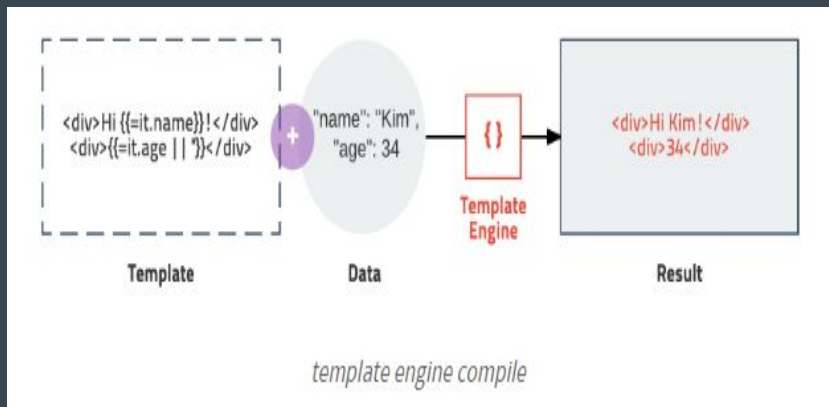 <div>Hi {{=it.name}}!</div>
<div>{{=it.age || ''}}</div>
+
"name": "Kim",
"age": 34
{}
Template
Engine
<div>Hi Kim!</div>
<div>34</div>
Template
Data
Result
template engine compile